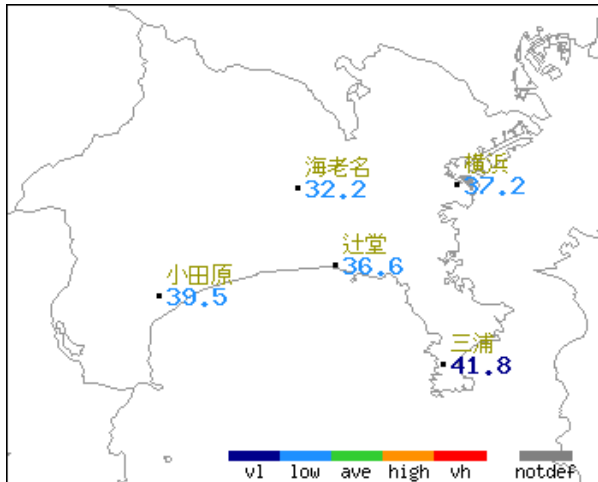 海老名
32.2
横浜
37.2
辻堂
36.6
小田原
39.5
三浦
41.8
vl low ave high vh notdef